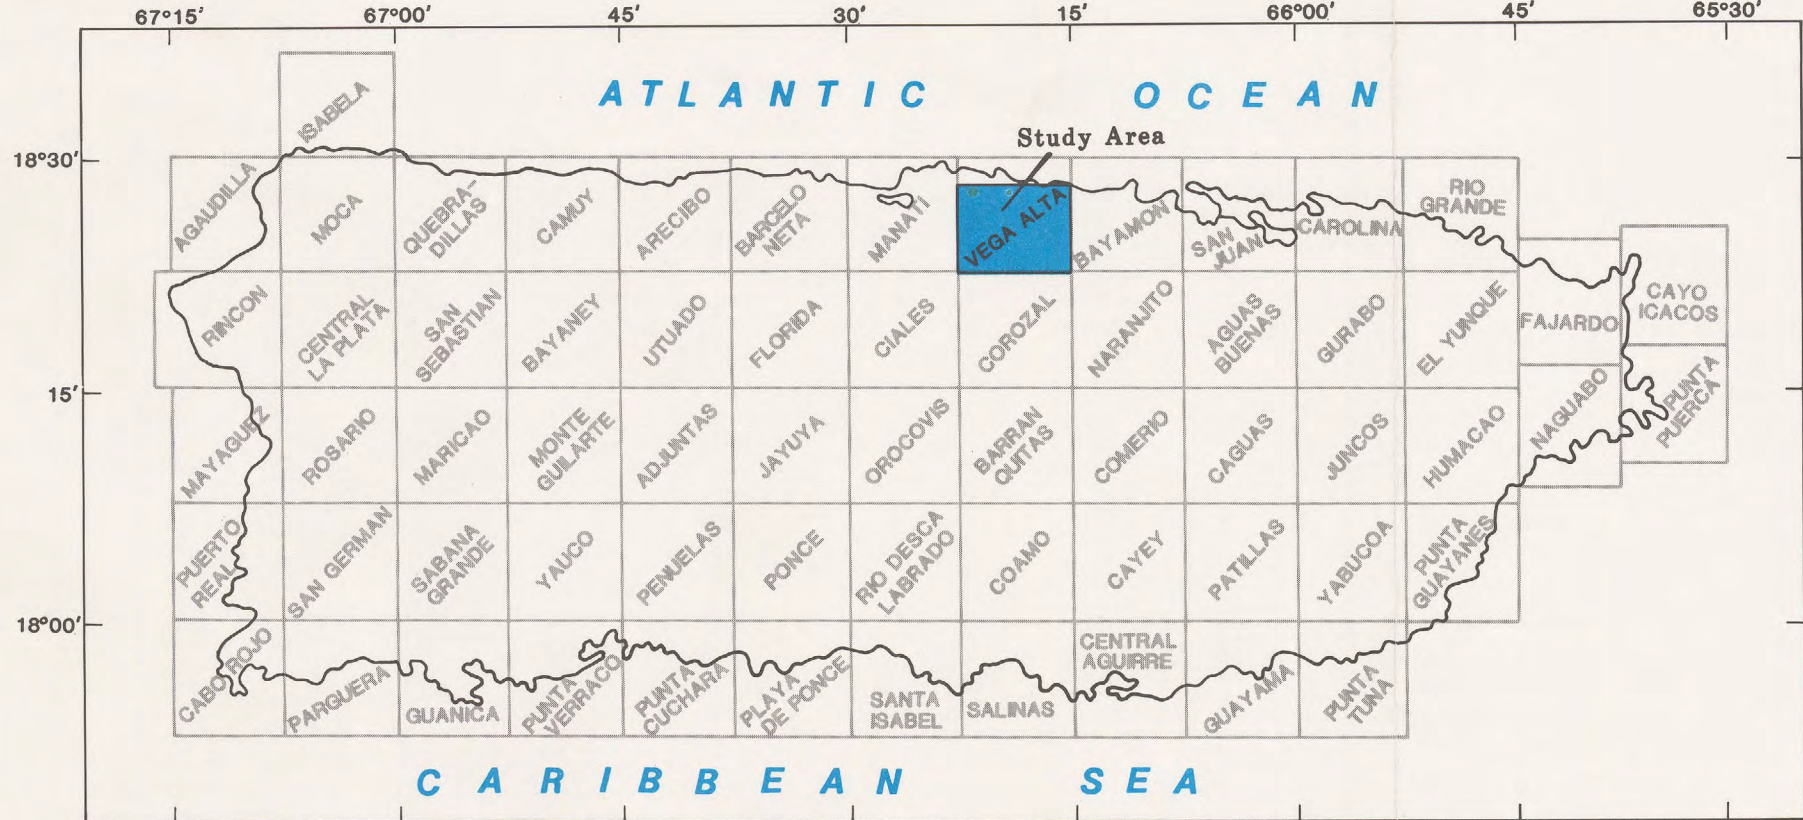 67°15' 67°00' 45' 30' 15' 66°00' 45' 65°30'
ATLANTIC OCEAN
Study Area
18°30'
15'
18°00'
ISABELA
AGAUDILLA
MOCA
QUEBRA-
DILLAS
CAMUY
ARECIBO
BARCELO
NETA
MANATI
VEGA ALTA
BAYAMON
SAN
JUAN
CAROLINA
RIO
GRANDE
RINCON
CENTRAL
LA PLATA
SAN
SEBASTIAN
BAYANEY
UTUADO
FLORIDA
CIALES
COROZAL
NARANJITO
AGUAS
BUENAS
GURABO
EL YUNQUE
FAJARDO
CAYO
ICACOS
MAYAGUEZ
ROSARIO
MARICAO
MONTE
GUILARTE
ADJUNTAS
JAYUYA
OROCOVIS
BARRAN
QUITAS
COMERIO
CAGUAS
JUNCOS
HUMACAO
NAGUABO
PUNTA
PUERCA
PUERTO
REAL
SAN GERMAN
SABANA
GRANDE
YAUCO
PENUELAS
PONCE
RIO DESCA
LABRADO
COAMO
CAYEY
PATILLAS
YABUCOA
PUNTA
GUAYANES
CABO ROJO
PARGUERA
GUANICA
PUNTA
VERRACO
PUNTA
CUCHARA
PLAYA
DE PONCE
SANTA
ISABEL
SALINAS
CENTRAL
AGUIRRE
GUAYAMA
PUNTA
TUNA
CARIBBEAN SEA